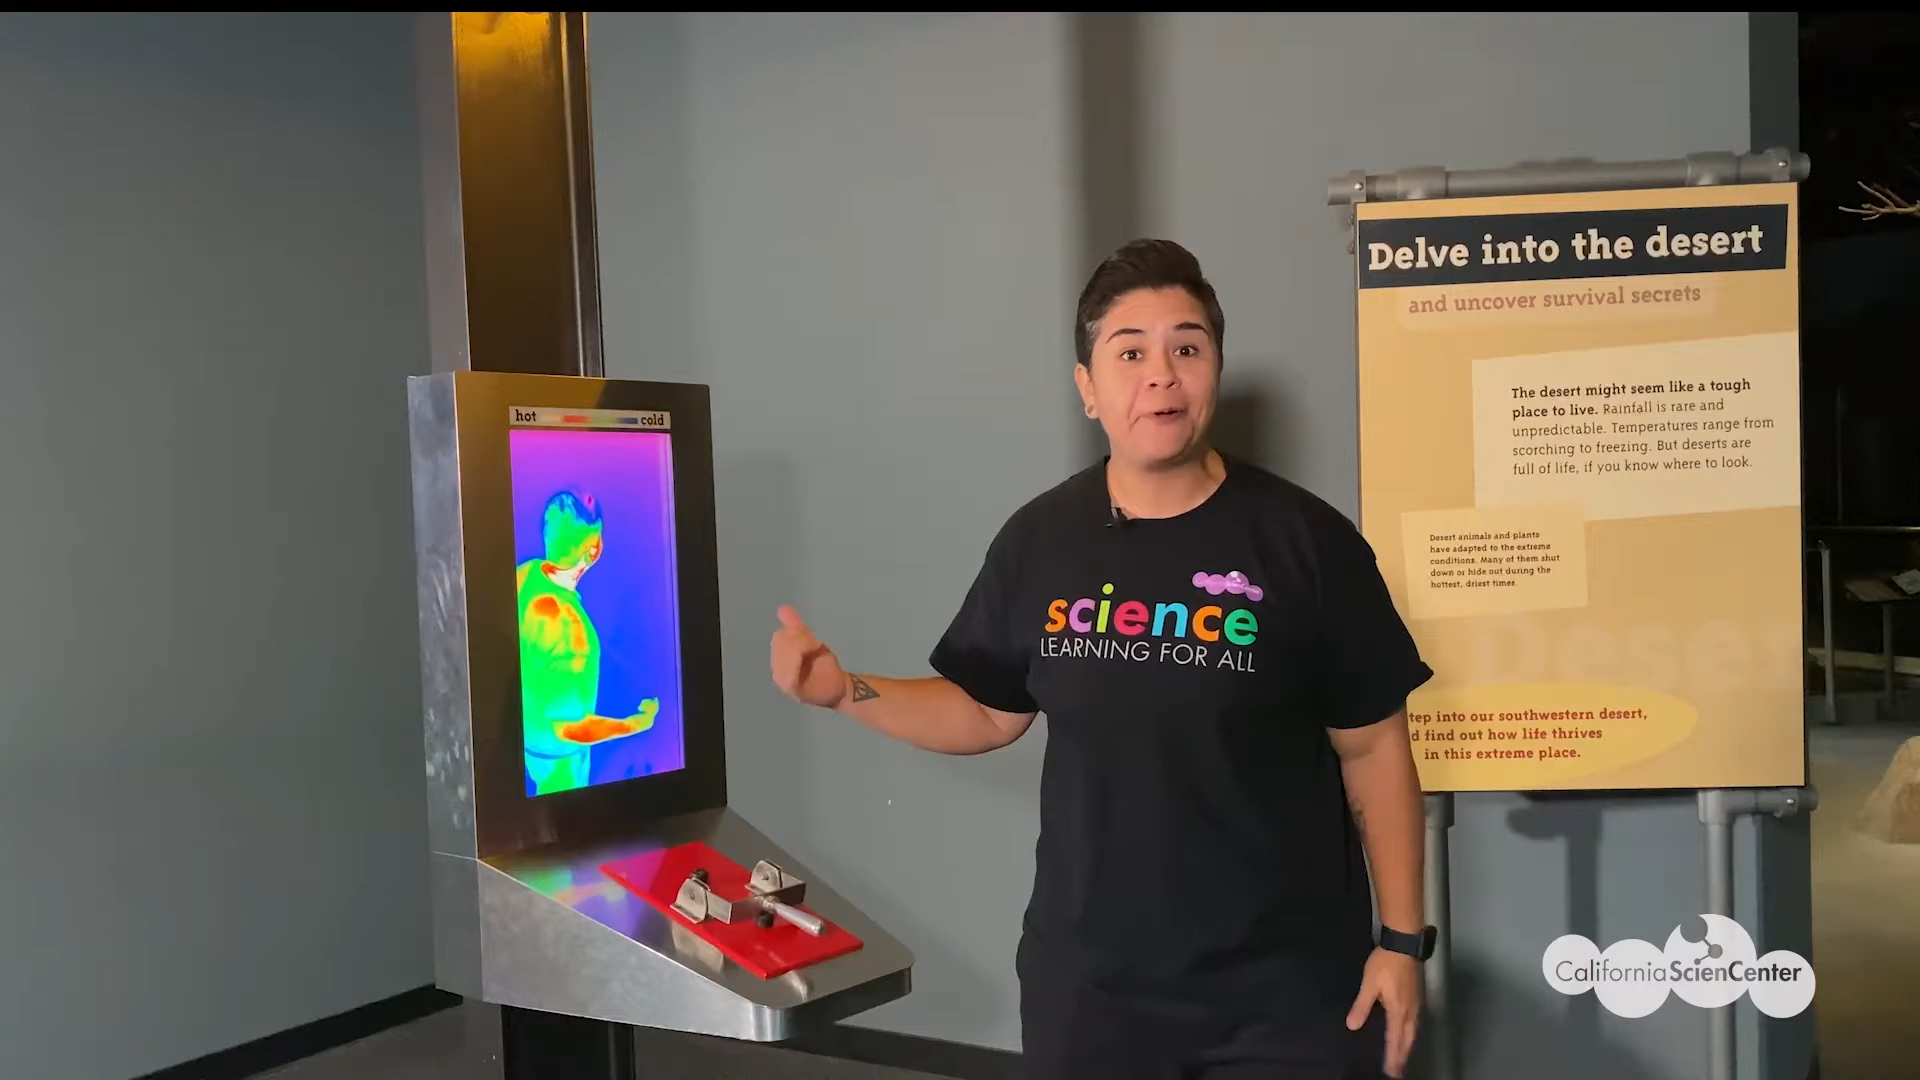 hot
cold
science
LEARNING FOR ALL
Delve into the desert
and uncover survival secrets
The desert might seem like a tough
place to live. Rainfall is rare and
unpredictable. Temperatures range from
scorching to freezing. But deserts are
full of life, if you know where to look.
Desert animals and plants
have adapted to the extreme
conditions. Many of them shut
down or hide out during the
hottest, driest times.
tep into our southwestern desert,
d find out how life thrives
in this extreme place.
California ScienCenter